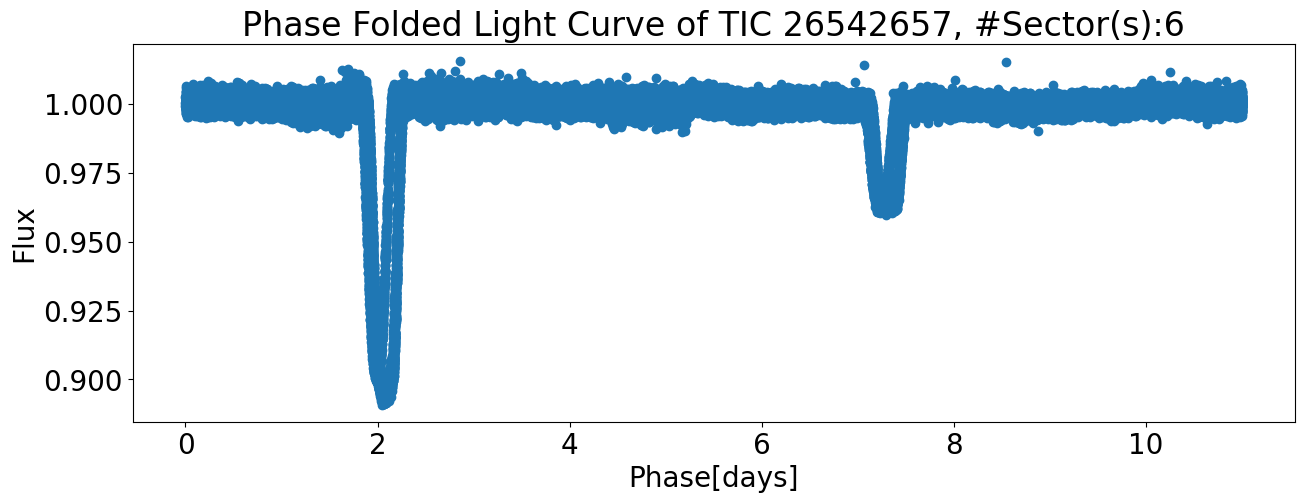 Phase Folded Light Curve of TIC 26542657, #Sector(s):6
1.000
0.975
0.950
0.925
0.900
Flux
0 2 4 6 8 10
Phase[days]